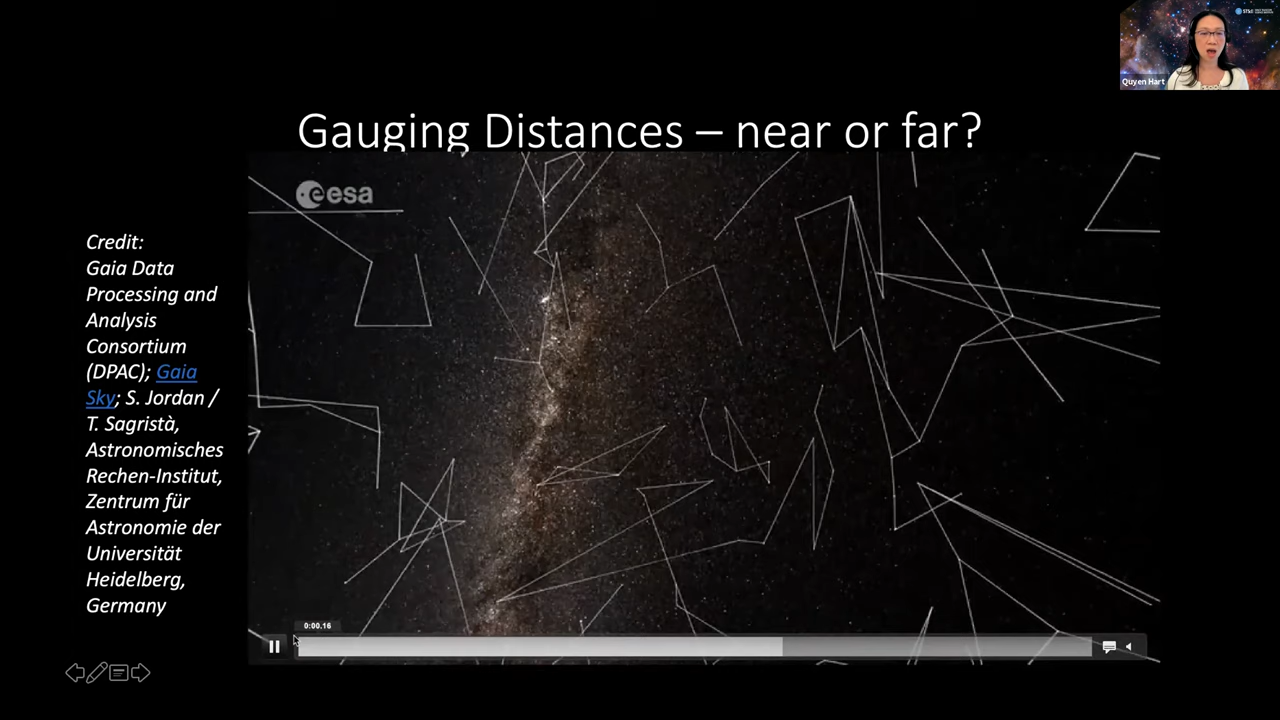 STScI
Quyen Hart
Gauging Distances – near or far?
esa
Credit:
Gaia Data
Processing and
Analysis
Consortium
(DPAC); Gaia
Sky; S. Jordan /
T. Sagristà,
Astronomisches
Rechen-Institut,
Zentrum für
Astronomie der
Universität
Heidelberg,
Germany
0:00.16